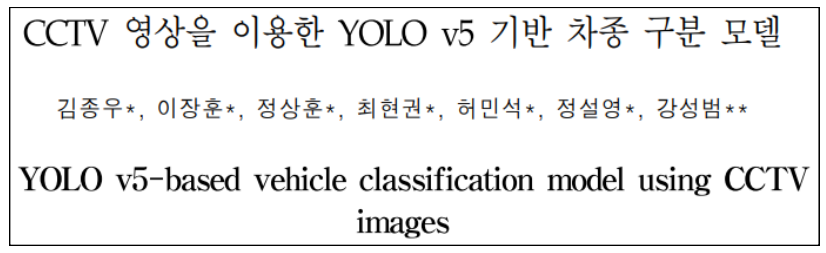 CCTV 영상을 이용한 YOLO v5 기반 차종 구분 모델
김종우*, 이장훈*, 정상훈*, 최현권*, 허민석*, 정설영*, 강성범**
YOLO v5-based vehicle classification model using CCTV
images